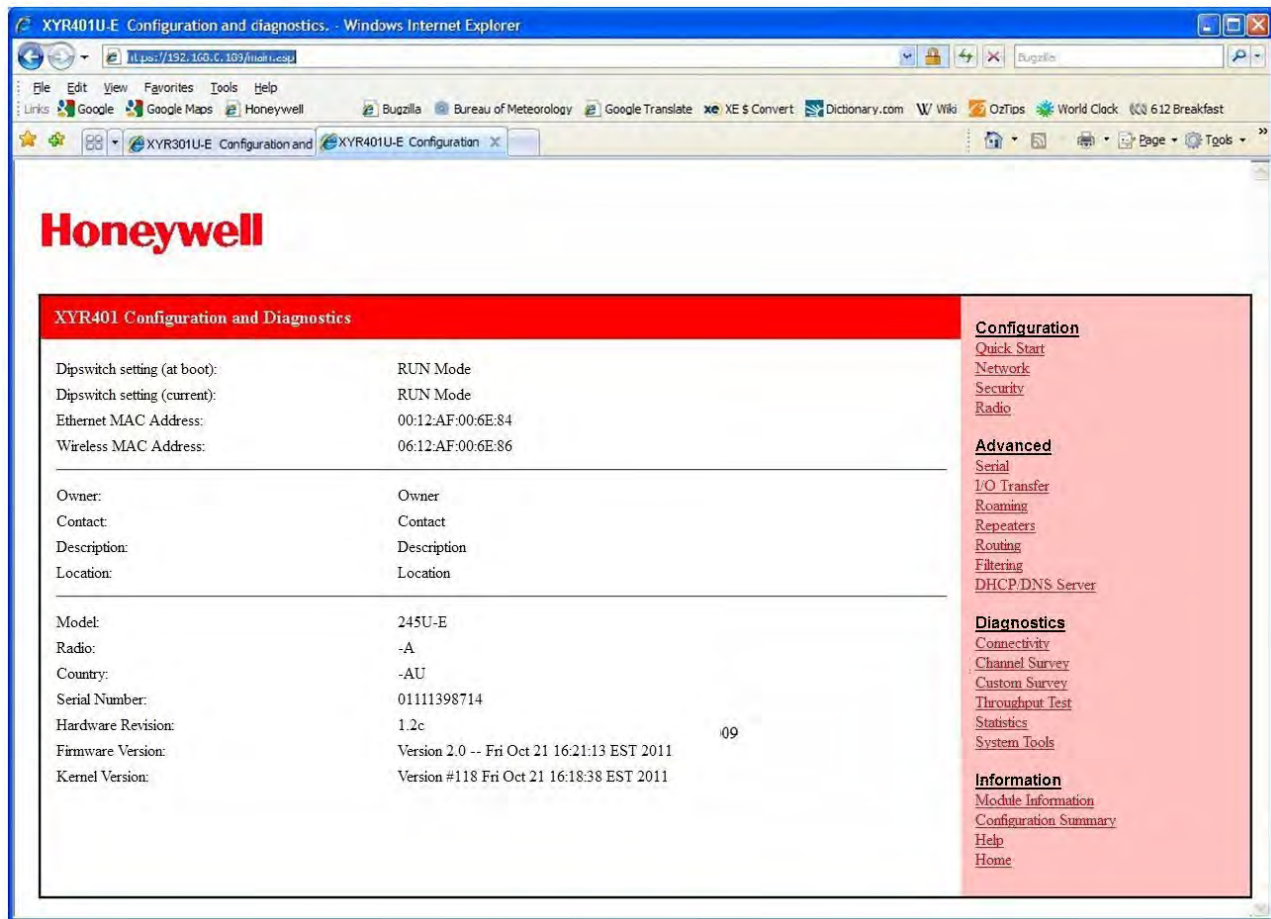 XYR401U-E Configuration and diagnostics. - Windows Internet Explorer
Bugzilla
File Edit View Favorites Tools Help
Links Google Google Maps Honeywell Bugzilla Bureau of Meteorology Google Translate XE $ Convert Dictionary.com Wiki OzTips World Clock 612 Breakfast
XYR301U-E Configuration and XYR401U-E Configuration Page Tools
Honeywell
XYR401 Configuration and Diagnostics
Dipswitch setting (at boot): RUN Mode
Dipswitch setting (current): RUN Mode
Ethernet MAC Address: 00:12:AF:00:6E:84
Wireless MAC Address: 06:12:AF:00:6E:86
Owner: Owner
Contact: Contact
Description: Description
Location: Location
Model: 245U-E
Radio: -A
Country: -AU
Serial Number: 01111398714
Hardware Revision: 1.2c
09
Firmware Version: Version 2.0 -- Fri Oct 21 16:21:13 EST 2011
Kernel Version: Version #118 Fri Oct 21 16:18:38 EST 2011
Configuration
Quick Start
Network
Security
Radio
Advanced
Serial
I/O Transfer
Roaming
Repeaters
Routing
Filtering
DHCP/DNS Server
Diagnostics
Connectivity
Channel Survey
Custom Survey
Throughput Test
Statistics
System Tools
Information
Module Information
Configuration Summary
Help
Home